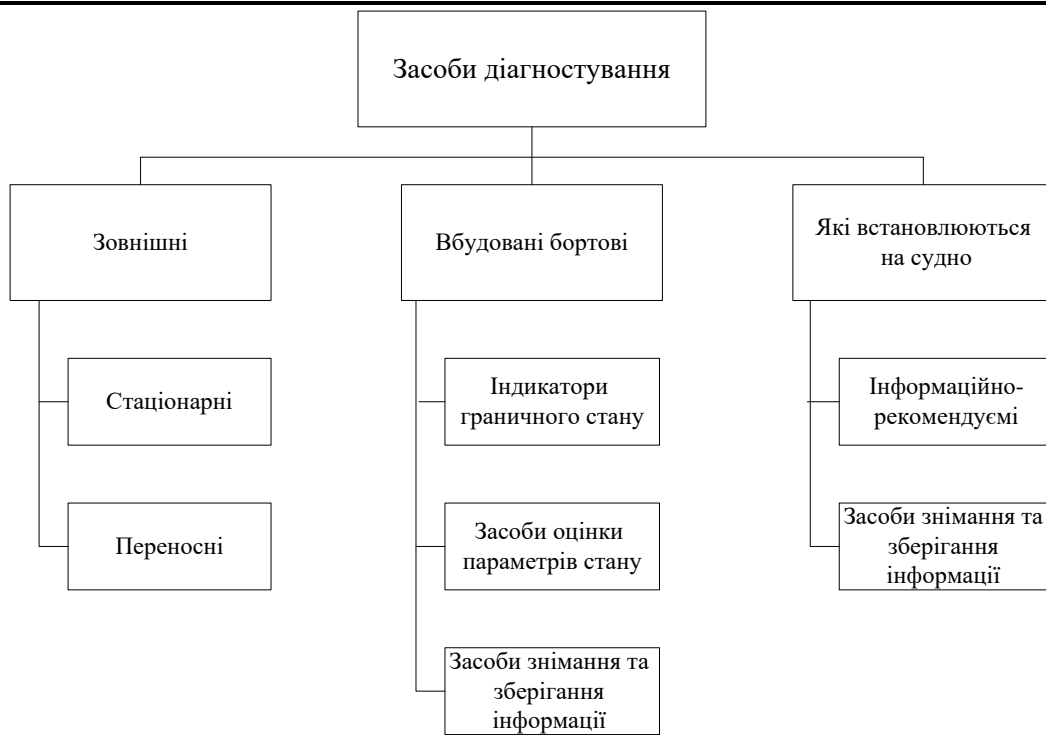 Засоби діагностування
Зовнішні
Стаціонарні
Переносні
Вбудовані бортові
Індикатори
граничного стану
Засоби оцінки
параметрів стану
Засоби знімання та
зберігання
інформації
Які встановлюються
на судно
Інформаційно-
рекомендуємі
Засоби знімання та
зберігання
інформації